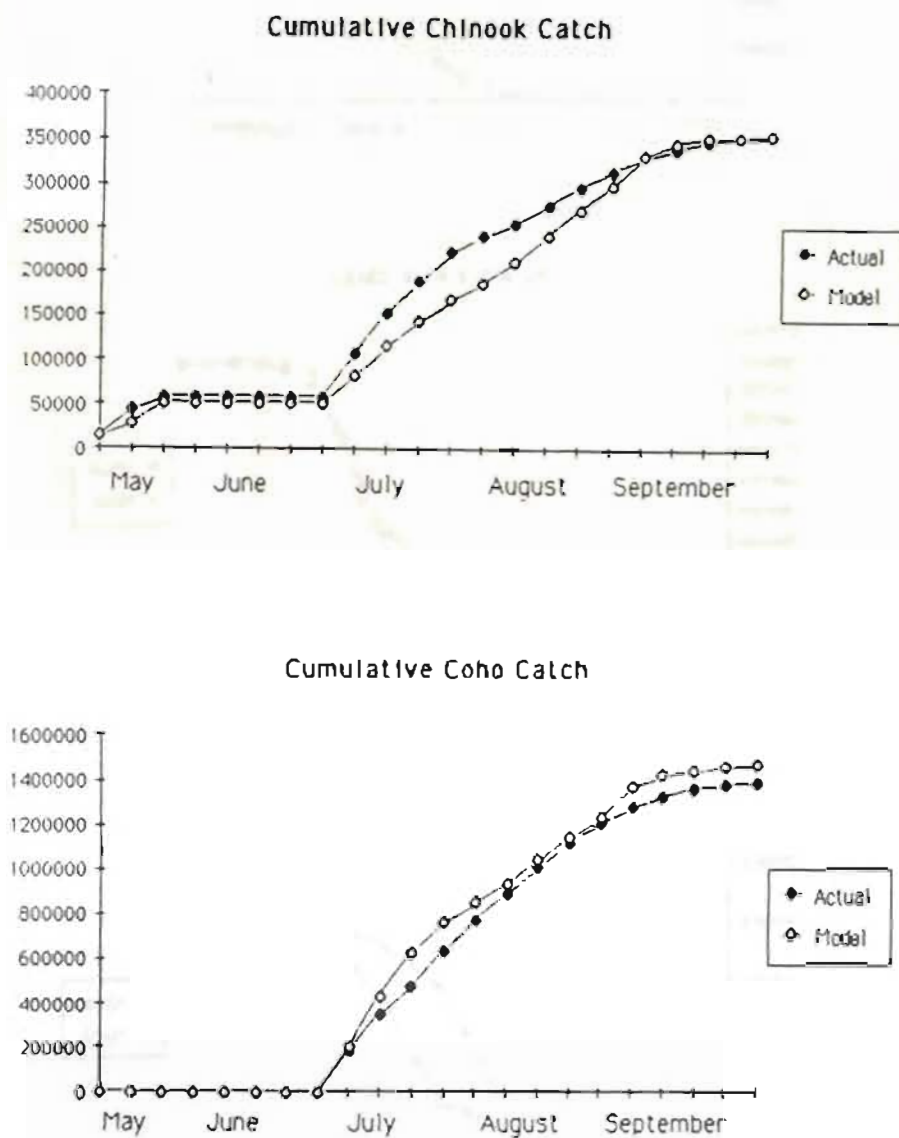 Cumulative Chinook Catch
400000
350000
300000
250000
200000
150000
100000
50000
0
May June July August September
Actual
Model
Cumulative Coho Catch
1600000
1400000
1200000
1000000
800000
600000
400000
200000
0
May June July August September
Actual
Model